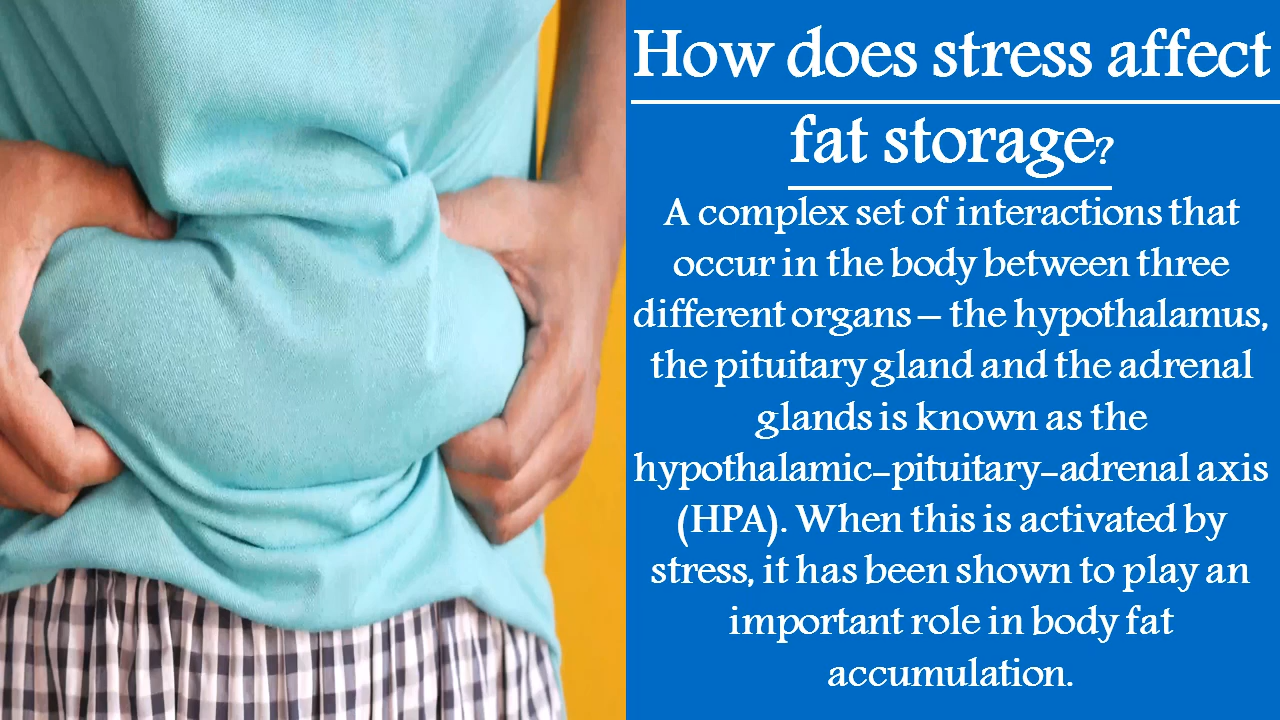 How does stress affect
fat storage?
A complex set of interactions that
occur in the body between three
different organs – the hypothalamus,
the pituitary gland and the adrenal
glands is known as the
hypothalamic-pituitary-adrenal axis
(HPA). When this is activated by
stress, it has been shown to play an
important role in body fat
accumulation.